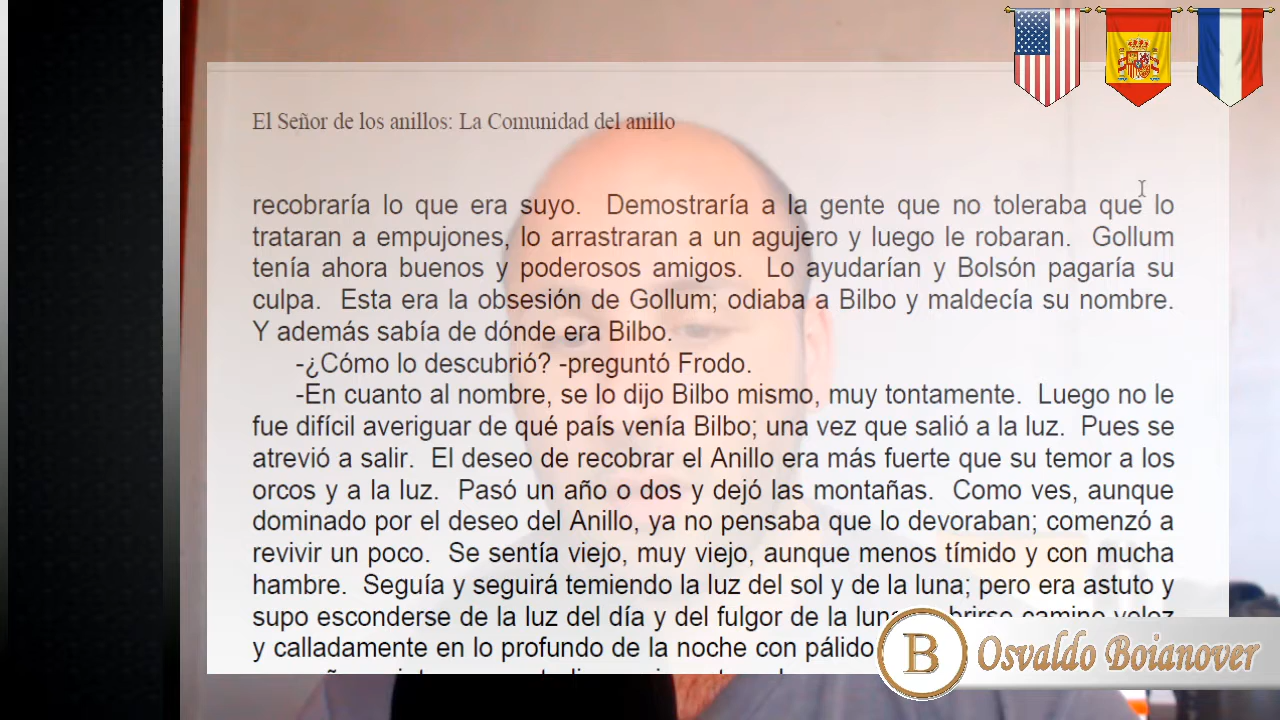 El Señor de los anillos: La Comunidad del anillo
recobraría lo que era suyo. Demostraría a la gente que no toleraba que lo
trataran a empujones, lo arrastraran a un agujero y luego le robaran. Gollum
tenía ahora buenos y poderosos amigos. Lo ayudarían y Bolsón pagaría su
culpa. Esta era la obsesión de Gollum; odiaba a Bilbo y maldecía su nombre.
Y además sabía de dónde era Bilbo.
-¿Cómo lo descubrió? -preguntó Frodo.
-En cuanto al nombre, se lo dijo Bilbo mismo, muy tontamente. Luego no le
fue difícil averiguar de qué país venía Bilbo; una vez que salió a la luz. Pues se
atrevió a salir. El deseo de recobrar el Anillo era más fuerte que su temor a los
orcos y a la luz. Pasó un año o dos y dejó las montañas. Como ves, aunque
dominado por el deseo del Anillo, ya no pensaba que lo devoraban; comenzó a
revivir un poco. Se sentía viejo, muy viejo, aunque menos tímido y con mucha
hambre. Seguía y seguirá temiendo la luz del sol y de la luna; pero era astuto y
supo esconderse de la luz del día y del fulgor de la camino veloz
y calladamente en lo profundo de la noche con pálido
B Osvaldo Boianover